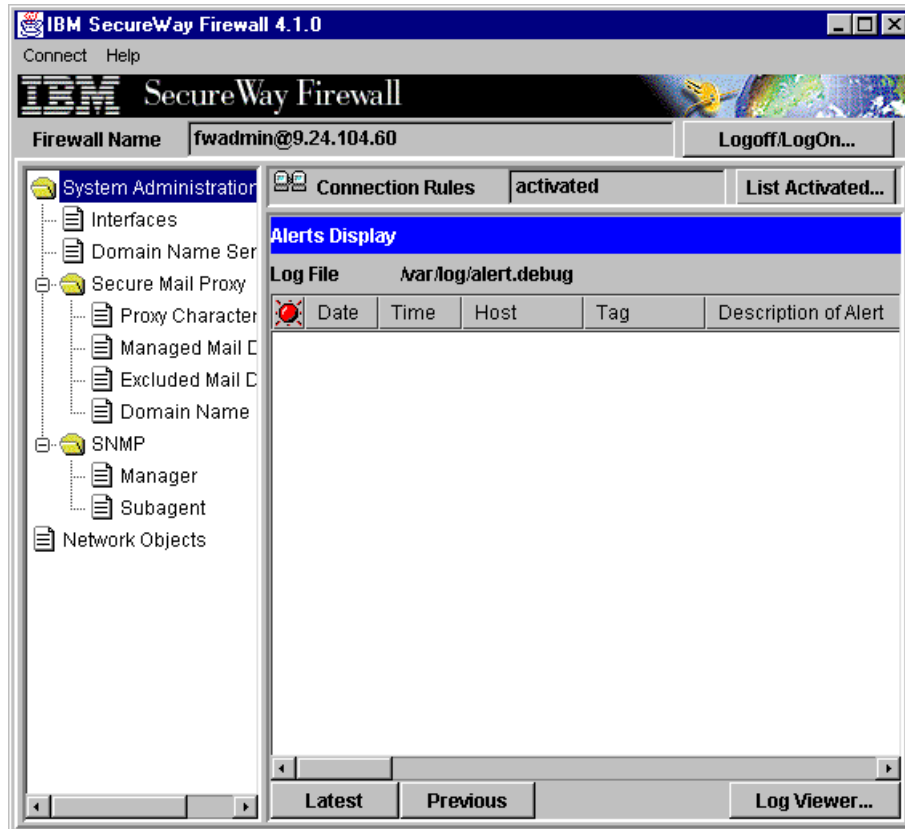 IBM SecureWay Firewall 4.1.0
Connect Help
IBM SecureWay Firewall
Firewall Name fwadmin@9.24.104.60 Logoff/LogOn...
System Administration
Interfaces
Domain Name Ser
Secure Mail Proxy
Proxy Character
Managed Mail D
Excluded Mail D
Domain Name
SNMP
Manager
Subagent
Network Objects
Connection Rules activated List Activated...
Alerts Display
Log File /var/log/alert.debug
Date Time Host Tag Description of Alert
Latest Previous Log Viewer...